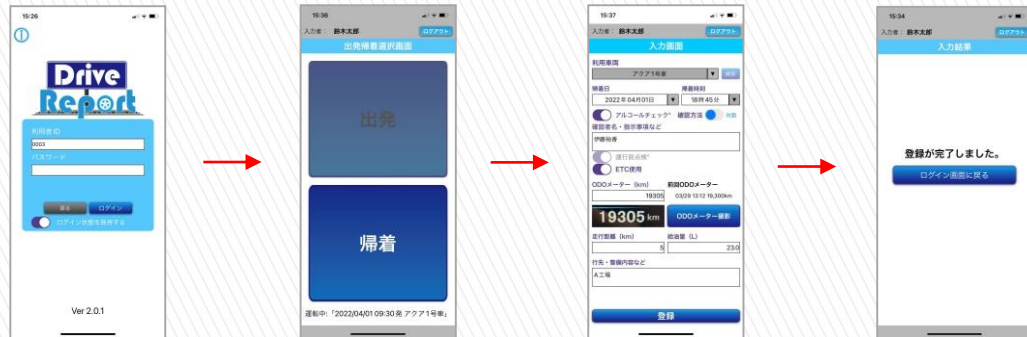 15:26
Drive
Report
利用者ID
0003
パスワード
戻る ログイン
ログイン状態を保持する
Ver 2.0.1
15:36
入力者： 鈴木太郎 ログアウト
出発帰着選択画面
出発
帰着
運転中:「2022/04/01 09:30 発 アクア1号車」
15:37
入力者： 鈴木太郎 ログアウト
入力画面
利用車両
アクア1号車
帰着日 帰着時刻
2022年04月01日 18時45分
アルコールチェック* 確認方法
確認者名・指示事項など
伊藤裕香
運行前点検*
ETC使用
ODOメーター (km) 前回ODOメーター
19305 03/29 13:12 19,300km
19305 km ODOメーター撮影
走行距離 (km) 給油量 (L)
5 23.0
行先・整備内容など
A工場
登録
15:34
入力者： 鈴木太郎 ログアウト
入力結果
登録が完了しました。
ログイン画面に戻る